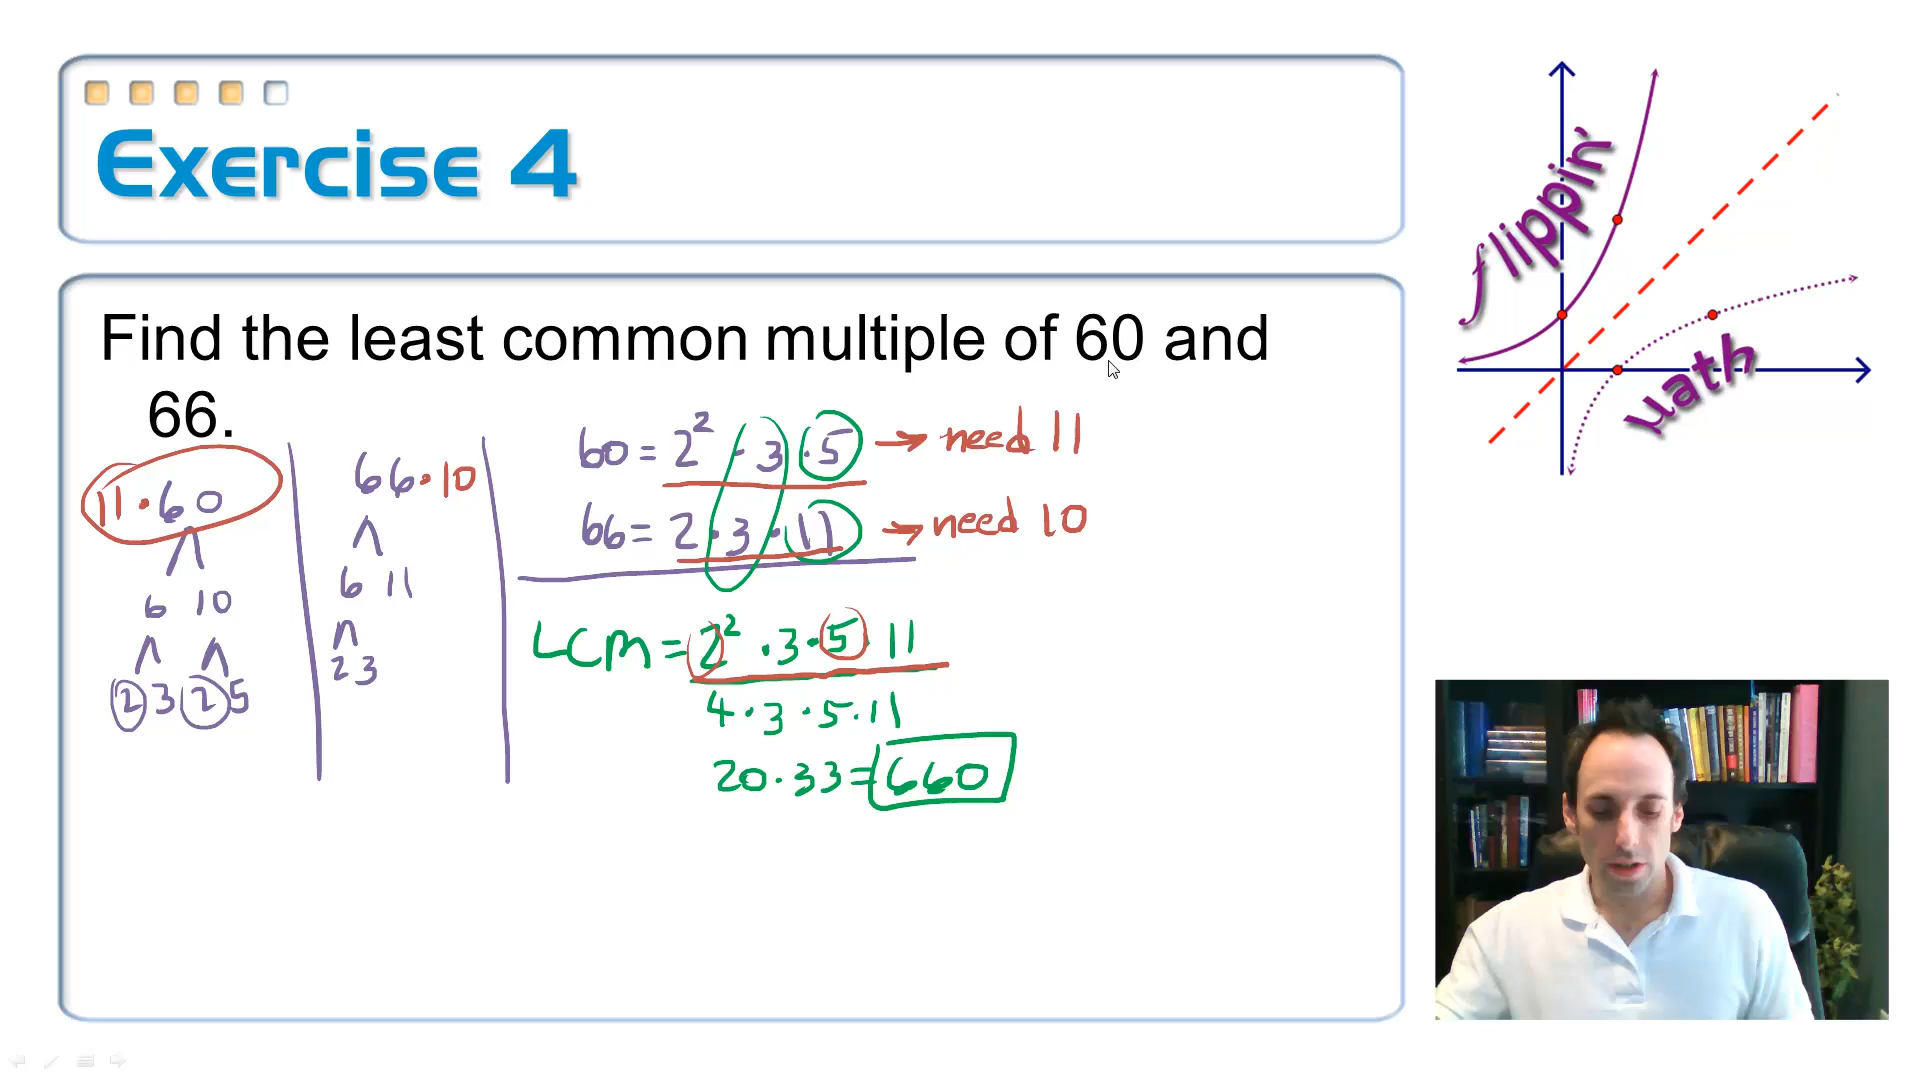 Exercise 4
flippin'
math
Find the least common multiple of 60 and
66.
11·60
6 10
2 3 2 5
66·10
6 11
2 3
60 = 2² · 3 · 5 → need 11
66 = 2 · 3 · 11 → need 10
LCM = 2² · 3 · 5 11
4 · 3 · 5 · 11
20 · 33 = 660